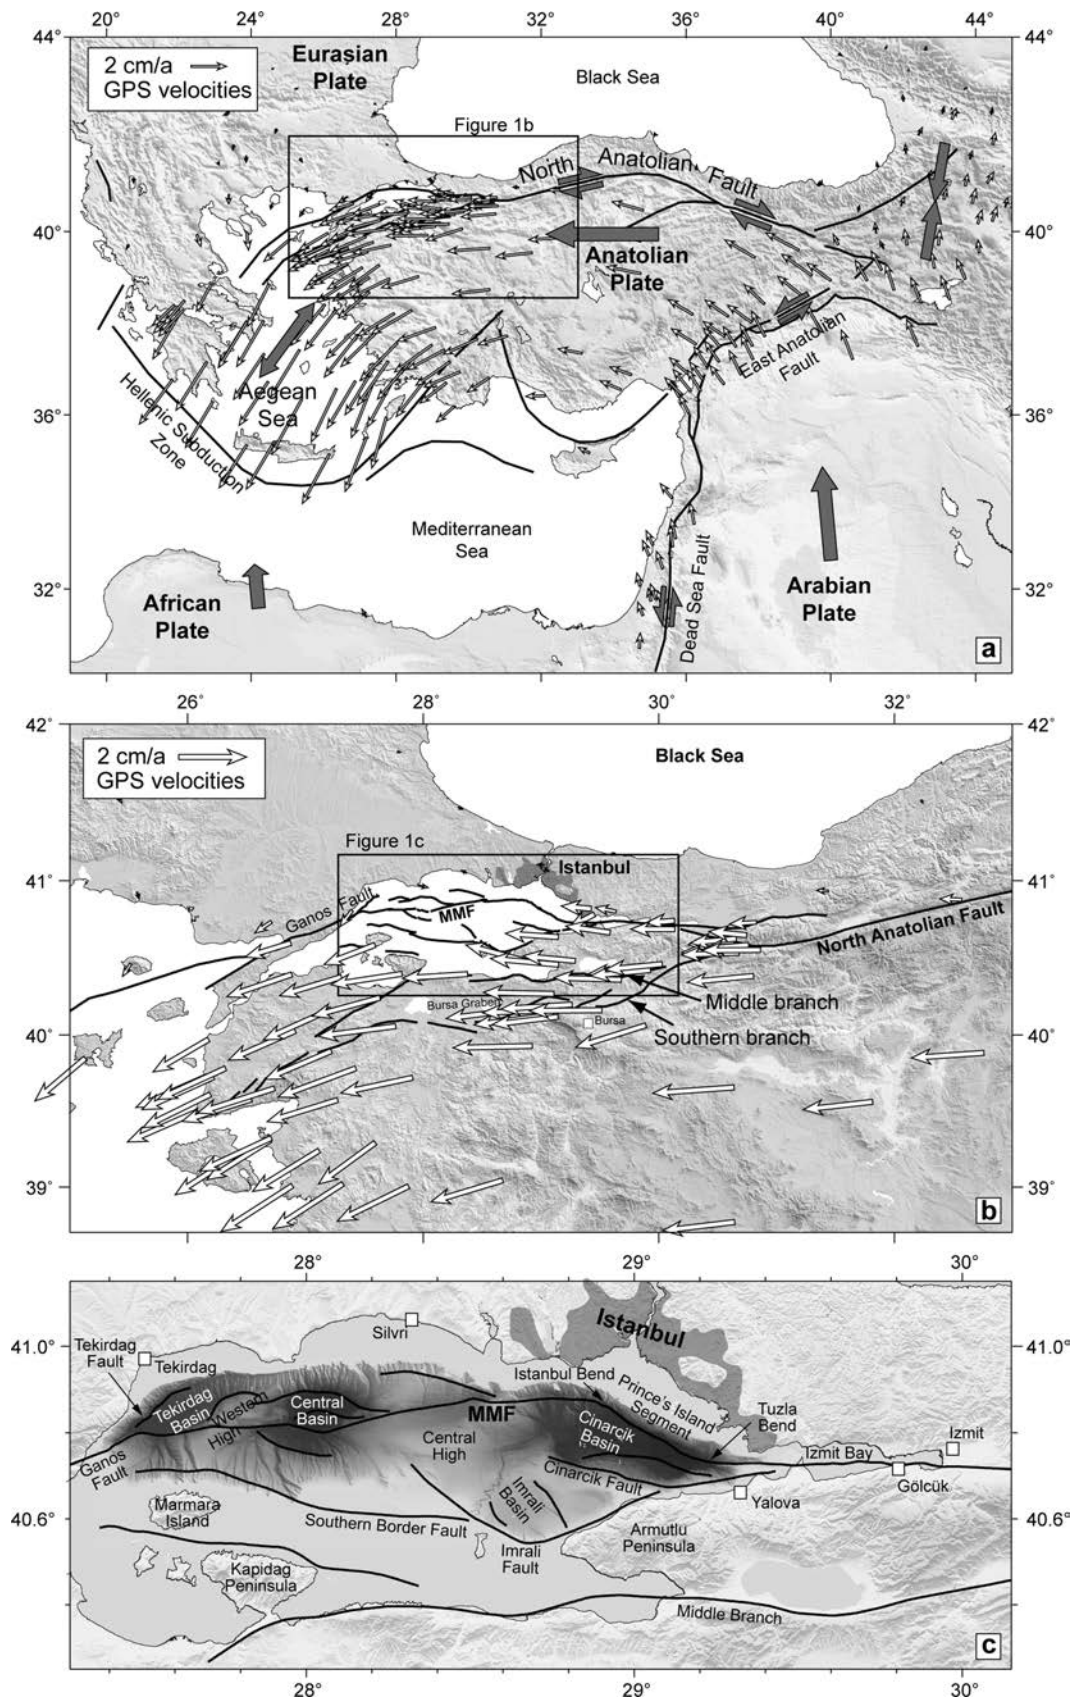 20°
24°
28°
32°
36°
40°
44°
44°
44°
2 cm/a
GPS velocities
Eurasian
Plate
Black Sea
Figure 1b
North Anatolian Fault
40°
40°
Anatolian
Plate
East Anatolian
Fault
Aegean
Sea
36°
36°
Hellenic Subduction
Zone
Mediterranean
Sea
Dead Sea Fault
Arabian
Plate
32°
32°
African
Plate
a
20°
24°
28°
30°
36°
40°
44°
26°
28°
30°
32°
42°
42°
2 cm/a
GPS velocities
Black Sea
Figure 1c
Istanbul
41°
41°
Ganos Fault
MMF
North Anatolian Fault
Middle branch
Bursa Graben
Bursa
Southern branch
40°
40°
39°
39°
b
28°
29°
30°
Istanbul
41.0°
41.0°
Silvri
Tekirdag
Fault
Tekirdag
Istanbul Bend
Prince's Island
Segment
Tuzla
Bend
Tekirdag
Basin
Western
High
Central
Basin
MMF
Central
High
Cinarcik
Basin
Izmit
Izmit Bay
Ganos
Fault
Cinarcik Fault
Gölcük
Yalova
Imrali
Basin
Marmara
Island
Southern Border Fault
40.6°
40.6°
Imrali
Fault
Armutlu
Peninsula
Kapidag
Peninsula
Middle Branch
c
28°
29°
30°